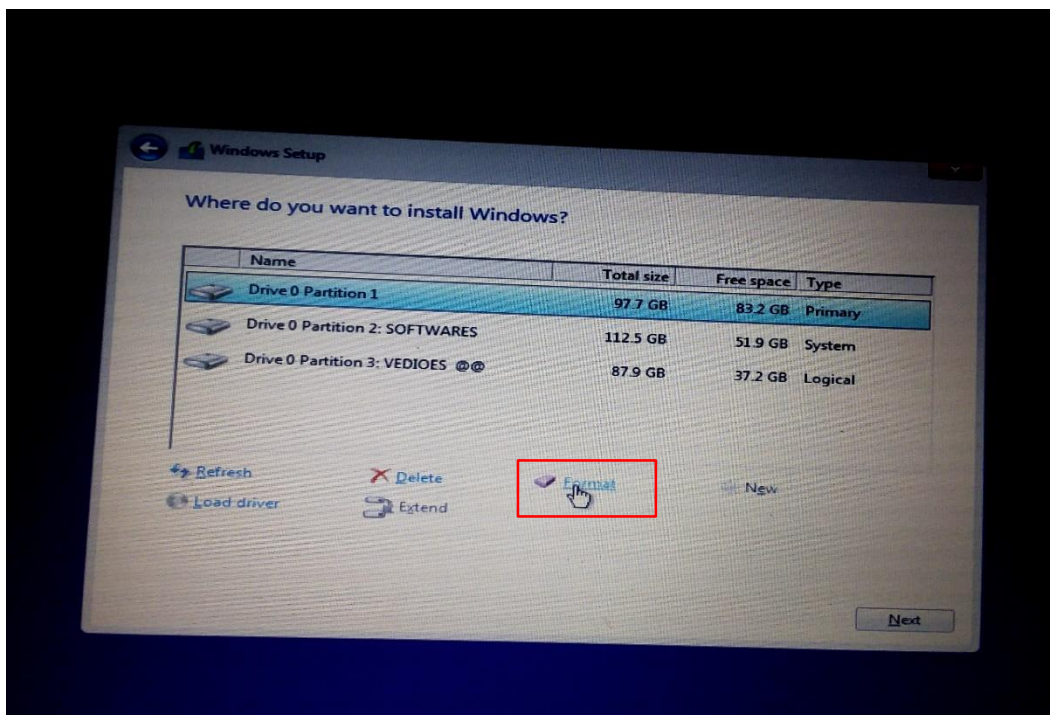 Windows Setup
Where do you want to install Windows?
Name Total size Free space Type
Drive 0 Partition 1 97.7 GB 83.2 GB Primary
Drive 0 Partition 2: SOFTWARES 112.5 GB 51.9 GB System
Drive 0 Partition 3: VEDIOES @@ 87.9 GB 37.2 GB Logical
Refresh Delete Format New
Load driver Extend
Next